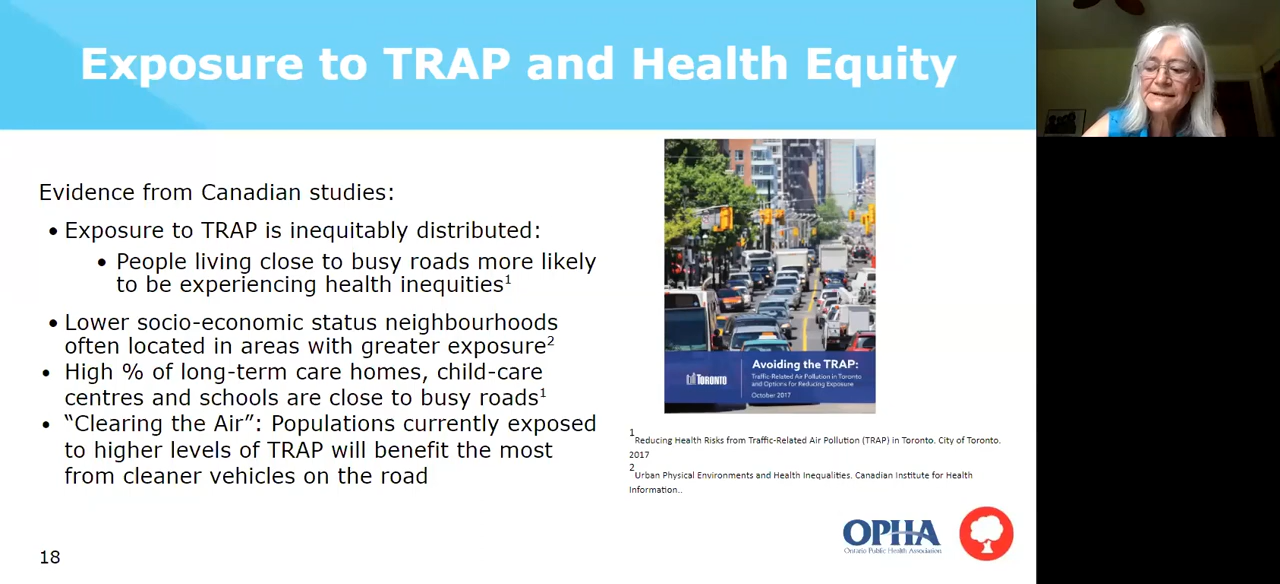 Exposure to TRAP and Health Equity
Evidence from Canadian studies:
• Exposure to TRAP is inequitably distributed:
• People living close to busy roads more likely
to be experiencing health inequities1
• Lower socio-economic status neighbourhoods
often located in areas with greater exposure2
• High % of long-term care homes, child-care
centres and schools are close to busy roads1
• “Clearing the Air”: Populations currently exposed
to higher levels of TRAP will benefit the most
from cleaner vehicles on the road
18
TORONTO
Avoiding the TRAP:
Traffic-Related Air Pollution in Toronto
and Options for Reducing Exposure
October 2017
1Reducing Health Risks from Traffic-Related Air Pollution (TRAP) in Toronto. City of Toronto.
2017
2Urban Physical Environments and Health Inequalities. Canadian Institute for Health
Information..
OPHA
Ontario Public Health Association